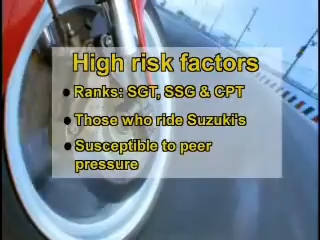 High risk factors
• Ranks: SGT, SSG & CPT
• Those who ride Suzuki's
• Susceptible to peer
pressure